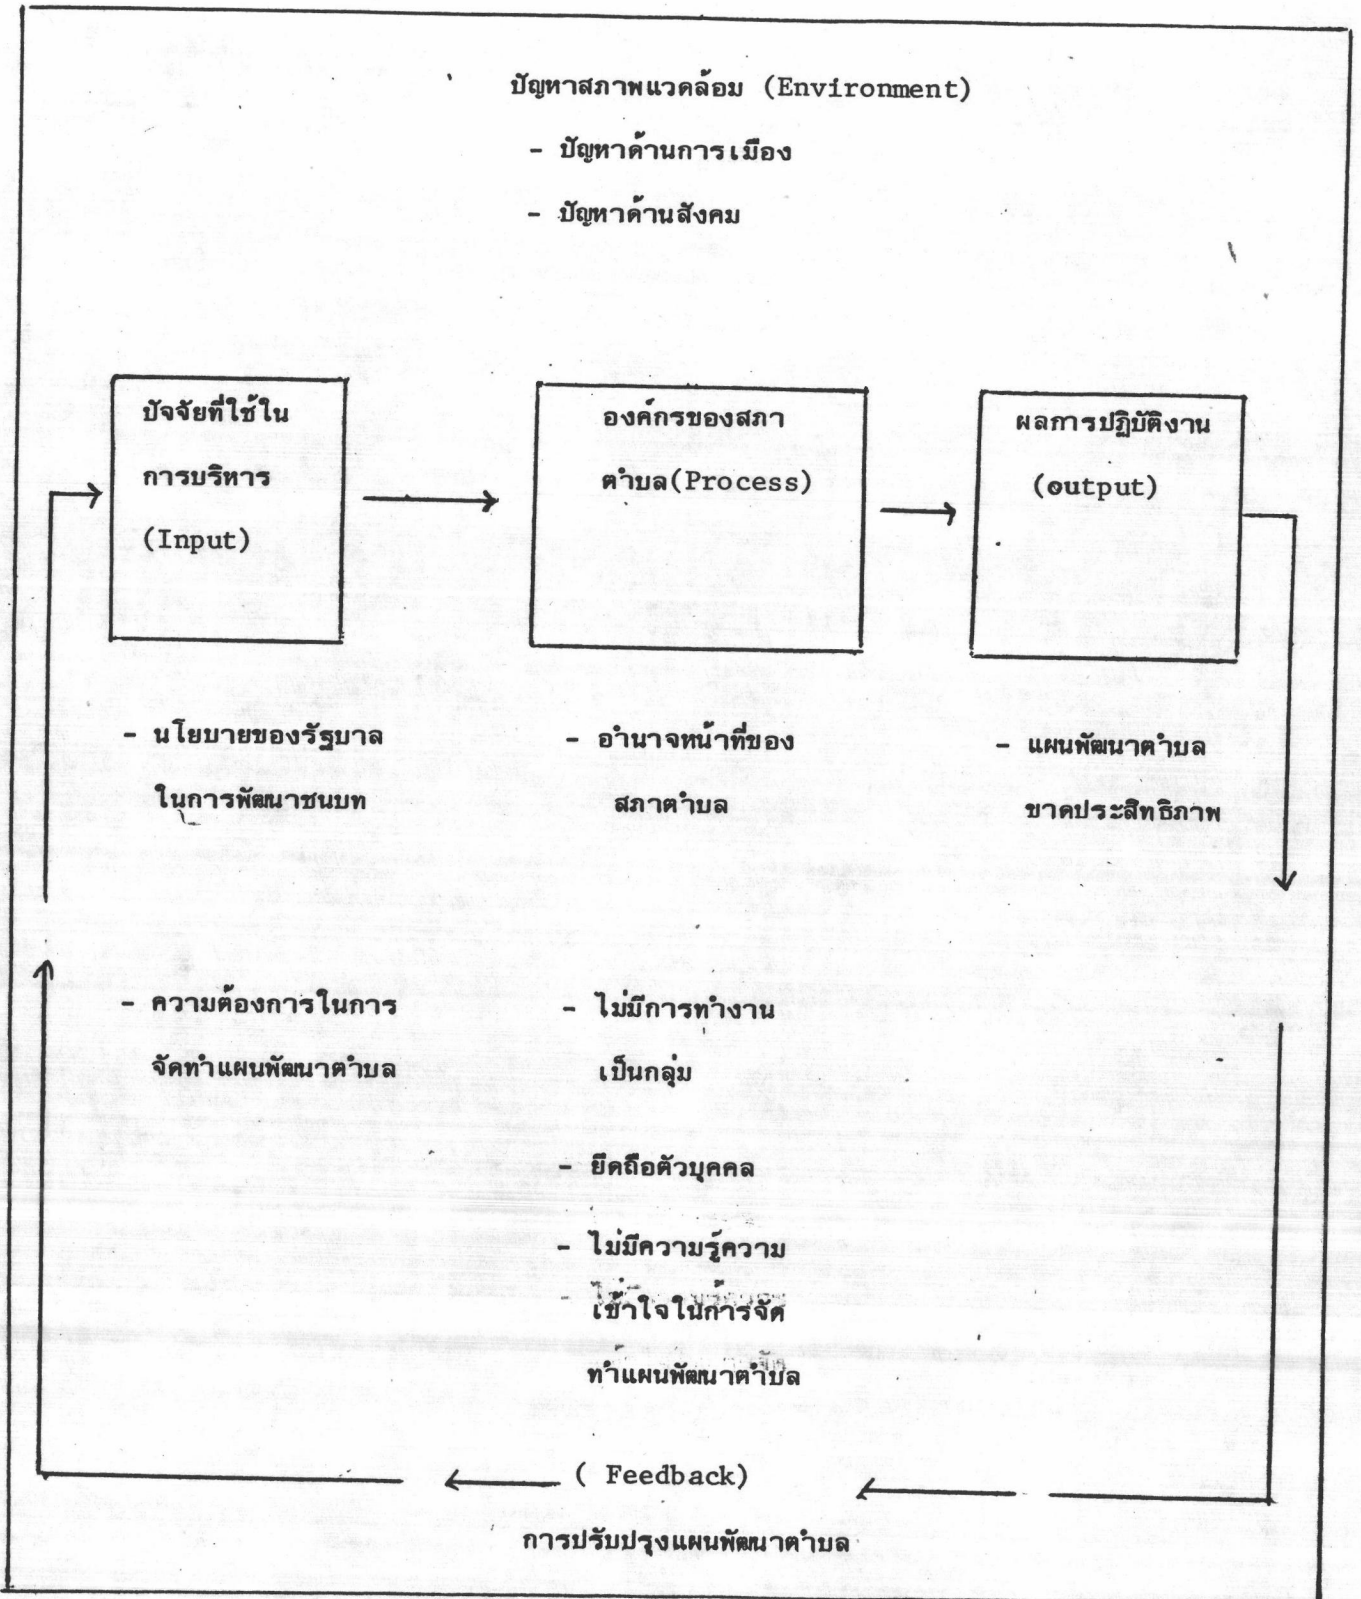 ปัญหาสภาพแวดล้อม (Environment)
- ปัญหาด้านการเมือง
- ปัญหาด้านสังคม
ปัจจัยที่ใช้ใน
การบริหาร
(Input)
องค์กรของสภา
ตำบล(Process)
ผลการปฏิบัติงาน
(output)
- นโยบายของรัฐบาล
ในการพัฒนาชนบท
- อำนาจหน้าที่ของ
สภาตำบล
- แผนพัฒนาตำบล
ขาดประสิทธิภาพ
- ความต้องการในการ
จัดทำแผนพัฒนาตำบล
- ไม่มีการทำงาน
เป็นกลุ่ม
- ยึดถือตัวบุคคล
- ไม่มีความรู้ความ
เข้าใจในการจัด
ทำแผนพัฒนาตำบล
( Feedback)
การปรับปรุงแผนพัฒนาตำบล